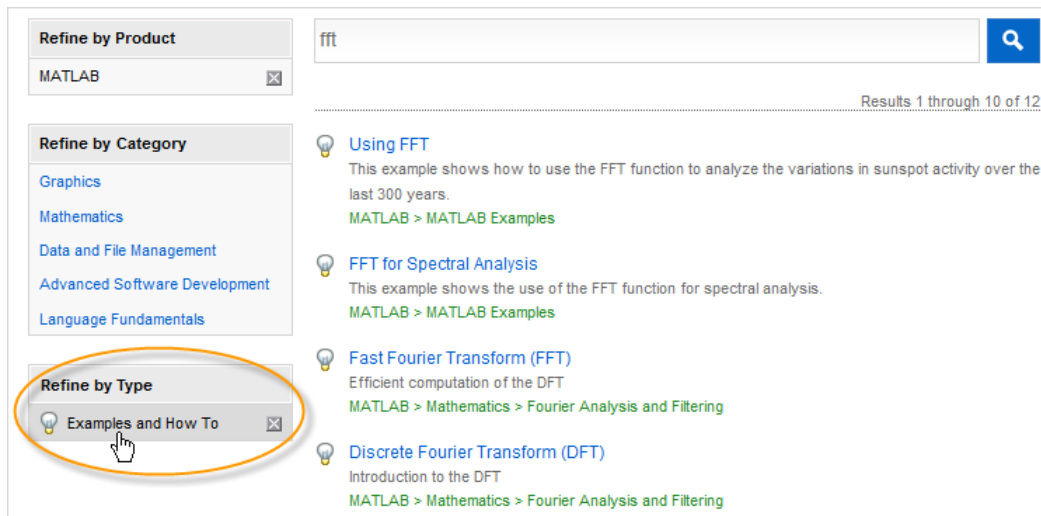 Refine by Product
MATLAB
Refine by Category
Graphics
Mathematics
Data and File Management
Advanced Software Development
Language Fundamentals
Refine by Type
Examples and How To
fft
Results 1 through 10 of 12
Using FFT
This example shows how to use the FFT function to analyze the variations in sunspot activity over the
last 300 years.
MATLAB > MATLAB Examples
FFT for Spectral Analysis
This example shows the use of the FFT function for spectral analysis.
MATLAB > MATLAB Examples
Fast Fourier Transform (FFT)
Efficient computation of the DFT
MATLAB > Mathematics > Fourier Analysis and Filtering
Discrete Fourier Transform (DFT)
Introduction to the DFT
MATLAB > Mathematics > Fourier Analysis and Filtering